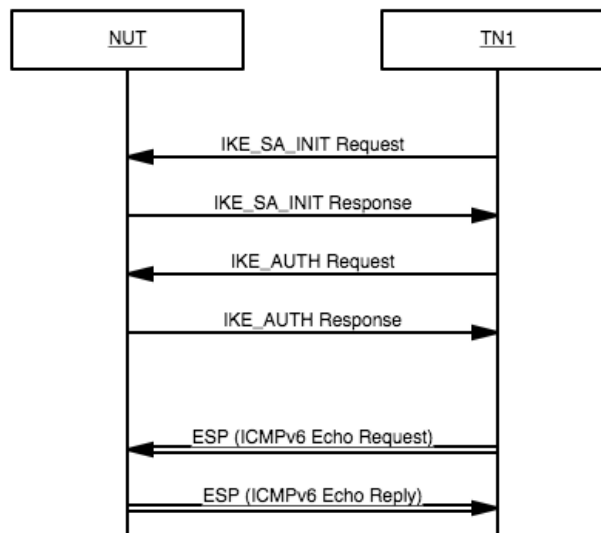 NUT
TN1
IKE_SA_INIT Request
IKE_SA_INIT Response
IKE_AUTH Request
IKE_AUTH Response
ESP (ICMPv6 Echo Request)
ESP (ICMPv6 Echo Reply)